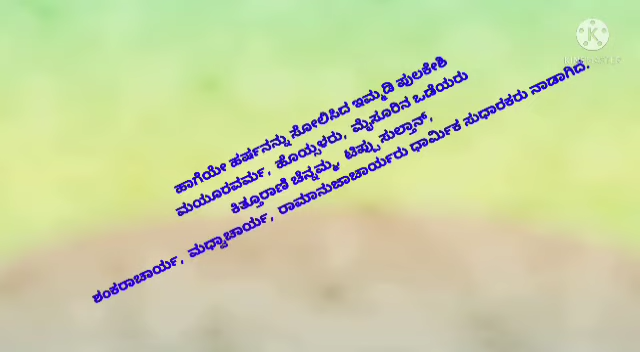 ಹಾಗೆಯೇ ಹರ್ಷನನ್ನು ಸೋಲಿಸಿದ ಇಮ್ಮಡಿ ಪುಲಕೇಶಿ
ಮಯೂರವರ್ಮ, ಹೊಯ್ಸಳರು, ಮೈಸೂರಿನ ಒಡೆಯರು
ಕಿತ್ತೂರಾಣಿ ಚೆನ್ನಮ್ಮ, ಟಿಪ್ಪು ಸುಲ್ತಾನ್,
ಶಂಕರಾಚಾರ್ಯ, ಮಧ್ವಾಚಾರ್ಯ, ರಾಮಾನುಜಾಚಾರ್ಯರು ಧಾರ್ಮಿಕ ಸುಧಾರಕರು ನಾಡಾಗಿದೆ.